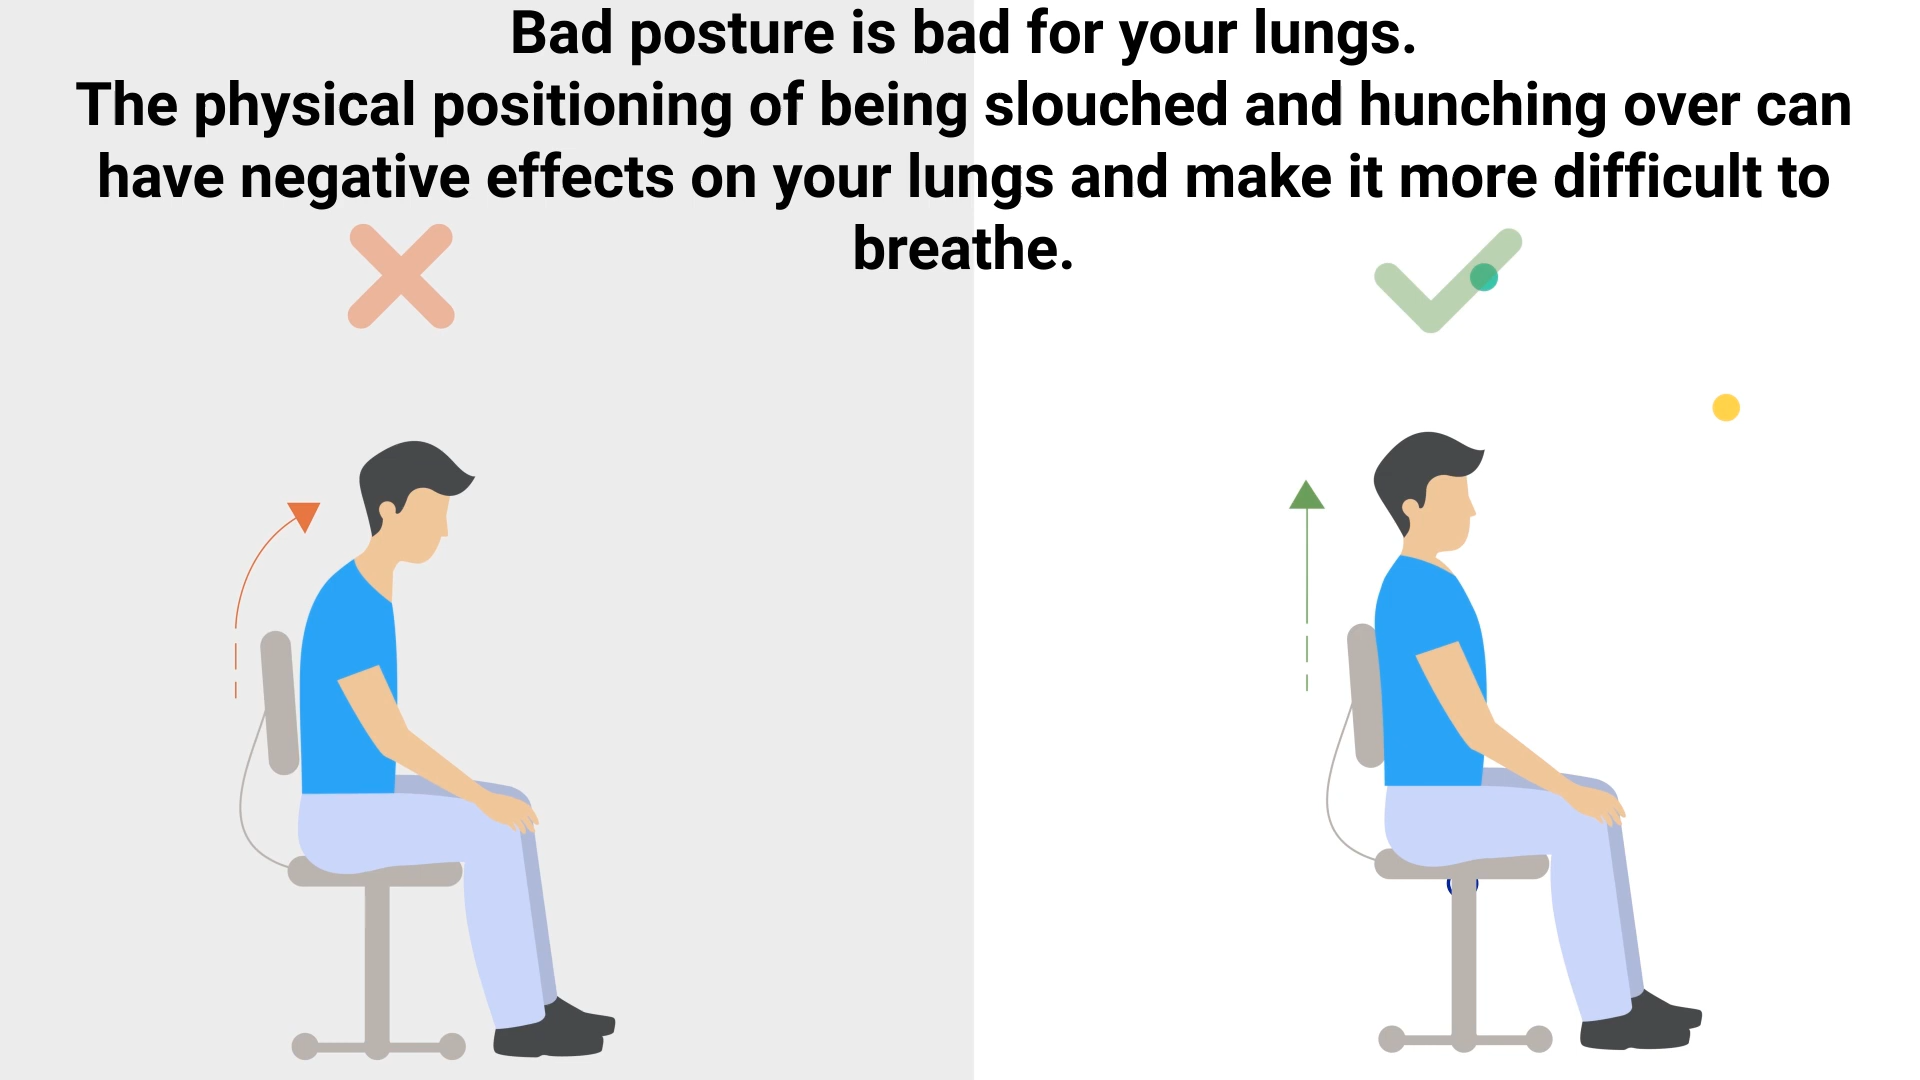 Bad posture is bad for your lungs.
The physical positioning of being slouched and hunching over can
have negative effects on your lungs and make it more difficult to
breathe.